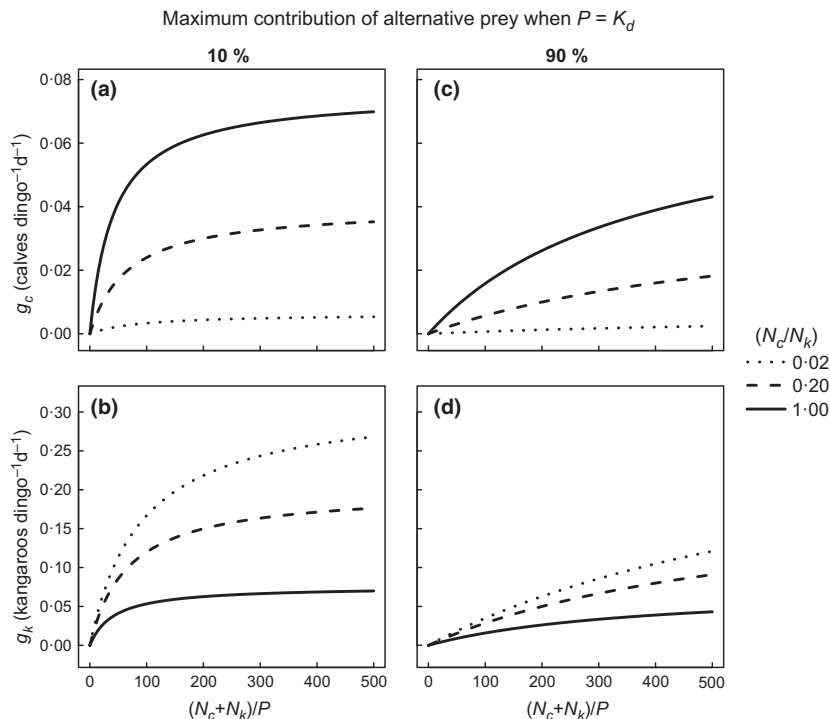 Maximum contribution of alternative prey when P = K_d
10 %
90 %
(a)
0·08
0·06
0·04
0·02
0·00
g_c (calves dingo⁻¹d⁻¹)
(c)
(N_c/N_k)
0·02
0·20
1·00
(b)
0·30
0·25
0·20
0·15
0·10
0·05
0·00
g_k (kangaroos dingo⁻¹d⁻¹)
(d)
0 100 200 300 400 500
0 100 200 300 400 500
(N_c+N_k)/P
(N_c+N_k)/P